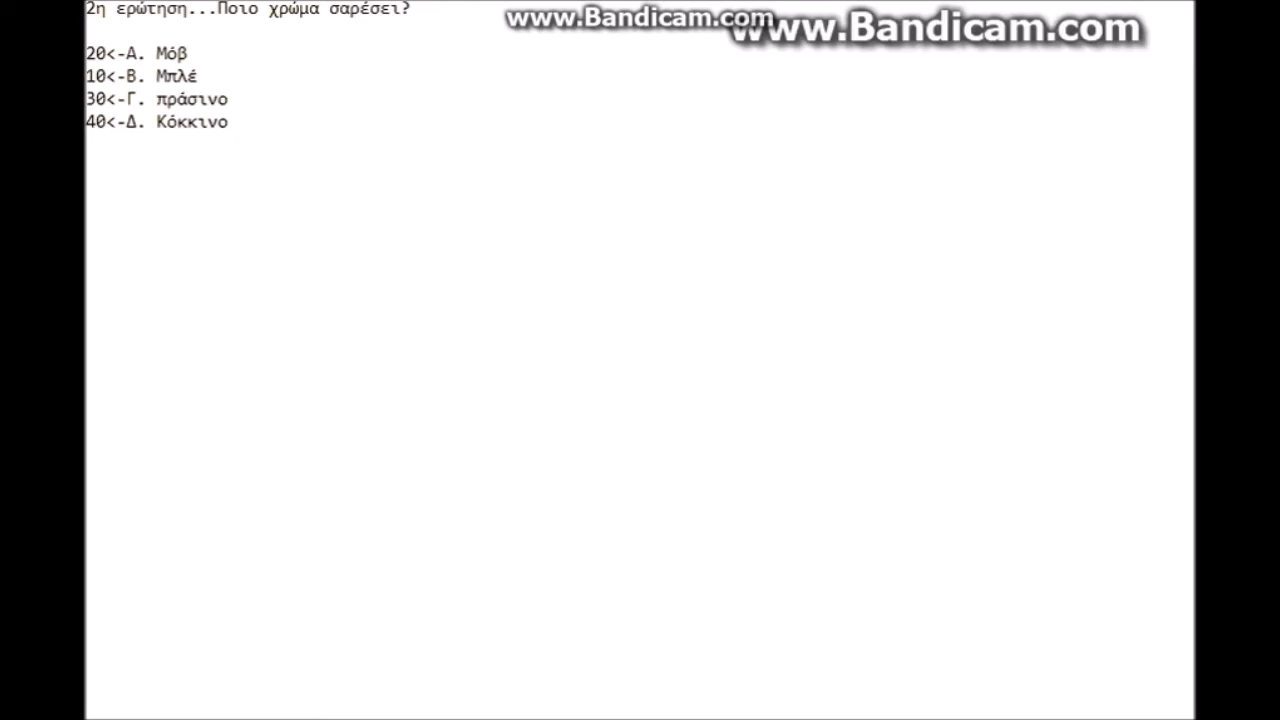 2η ερώτηση...Ποιο χρώμα σαρέσει?
www.Bandicam.com
www.Bandicam.com
20<-Α. Μόβ
10<-Β. Μπλέ
30<-Γ. πράσινο
40<-Δ. Κόκκινο